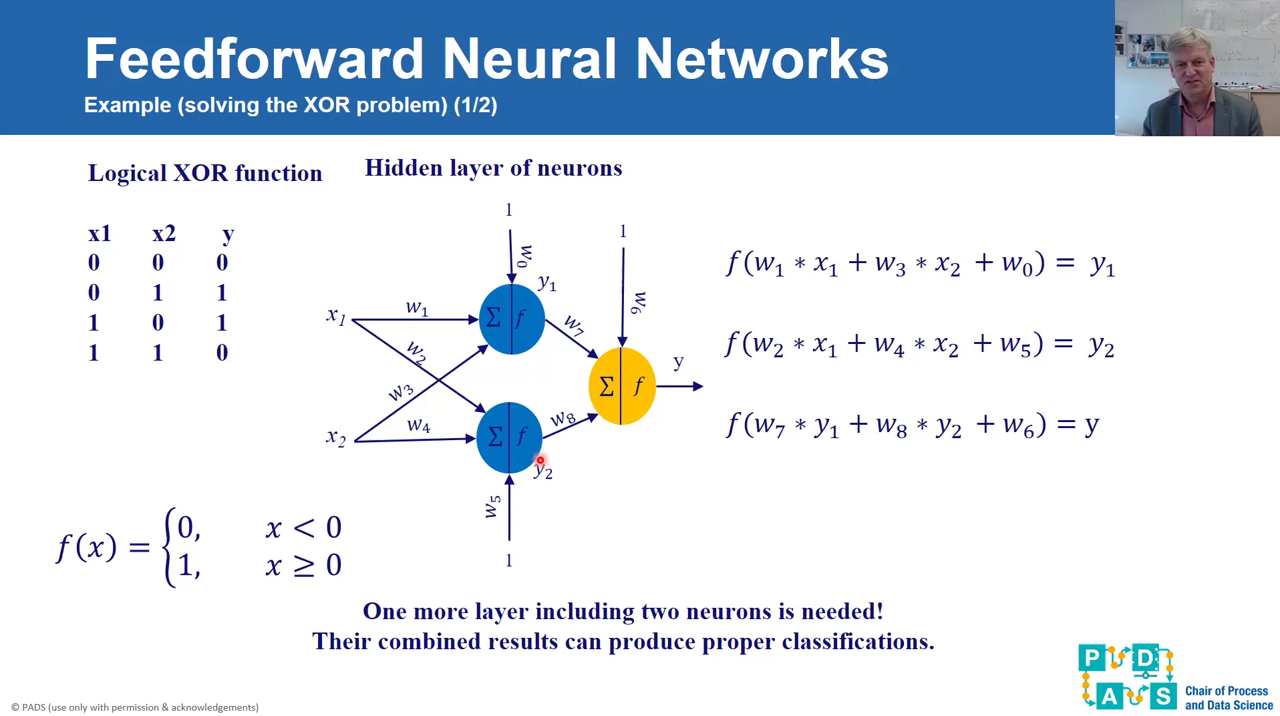 Feedforward Neural Networks
Example (solving the XOR problem) (1/2)
Logical XOR function
Hidden layer of neurons
x1 x2 y
0 0 0
0 1 1
1 0 1
1 1 0
1
1
w₀
w₆
y₁
x₁
w₁
Σ f
w₇
w₂
w₃
Σ f
y
x₂
w₄
Σ f
w₈
y₂
w₅
1
f(w₁ ∗ x₁ + w₃ ∗ x₂ + w₀) = y₁
f(w₂ ∗ x₁ + w₄ ∗ x₂ + w₅) = y₂
f(w₇ ∗ y₁ + w₈ ∗ y₂ + w₆) = y
f(x) = {0, x < 0
1, x ≥ 0
One more layer including two neurons is needed!
Their combined results can produce proper classifications.
P D
A S
Chair of Process
and Data Science
© PADS (use only with permission & acknowledgements)